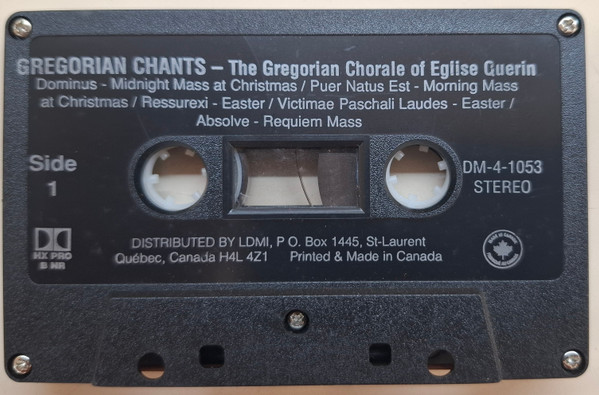 GREGORIAN CHANTS – The Gregorian Chorale of Eglise Querin
Dominus - Midnight Mass at Christmas / Puer Natus Est - Morning Mass
at Christmas / Ressurexi - Easter / Victimae Paschali Laudes - Easter /
Absolve - Requiem Mass
Side
1
DM-4-1053
STEREO
HX PRO
B NR
DISTRIBUTED BY LDMI, P O. Box 1445, St-Laurent
Québec, Canada H4L 4Z1 Printed & Made in Canada